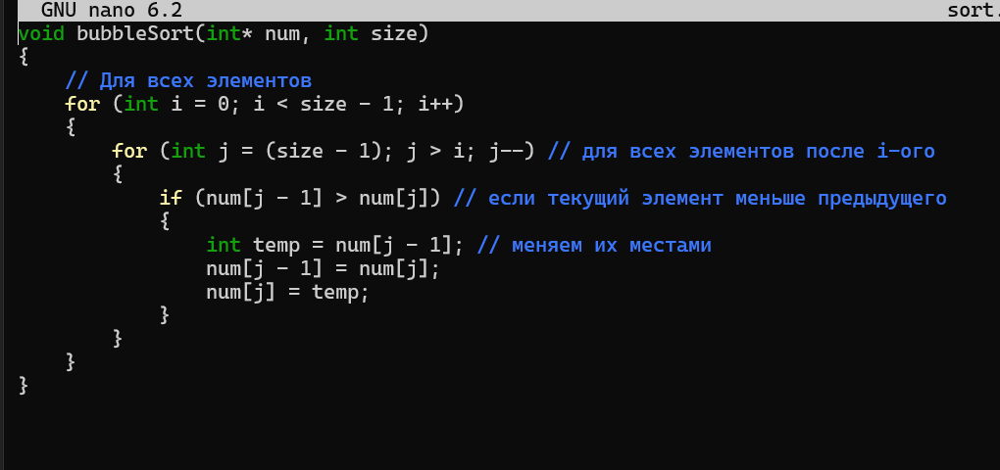 GNU nano 6.2 sort.
void bubbleSort(int* num, int size)
{
    // Для всех элементов
    for (int i = 0; i < size - 1; i++)
    {
        for (int j = (size - 1); j > i; j--) // для всех элементов после i-ого
        {
            if (num[j - 1] > num[j]) // если текущий элемент меньше предыдущего
            {
                int temp = num[j - 1]; // меняем их местами
                num[j - 1] = num[j];
                num[j] = temp;
            }
        }
    }
}